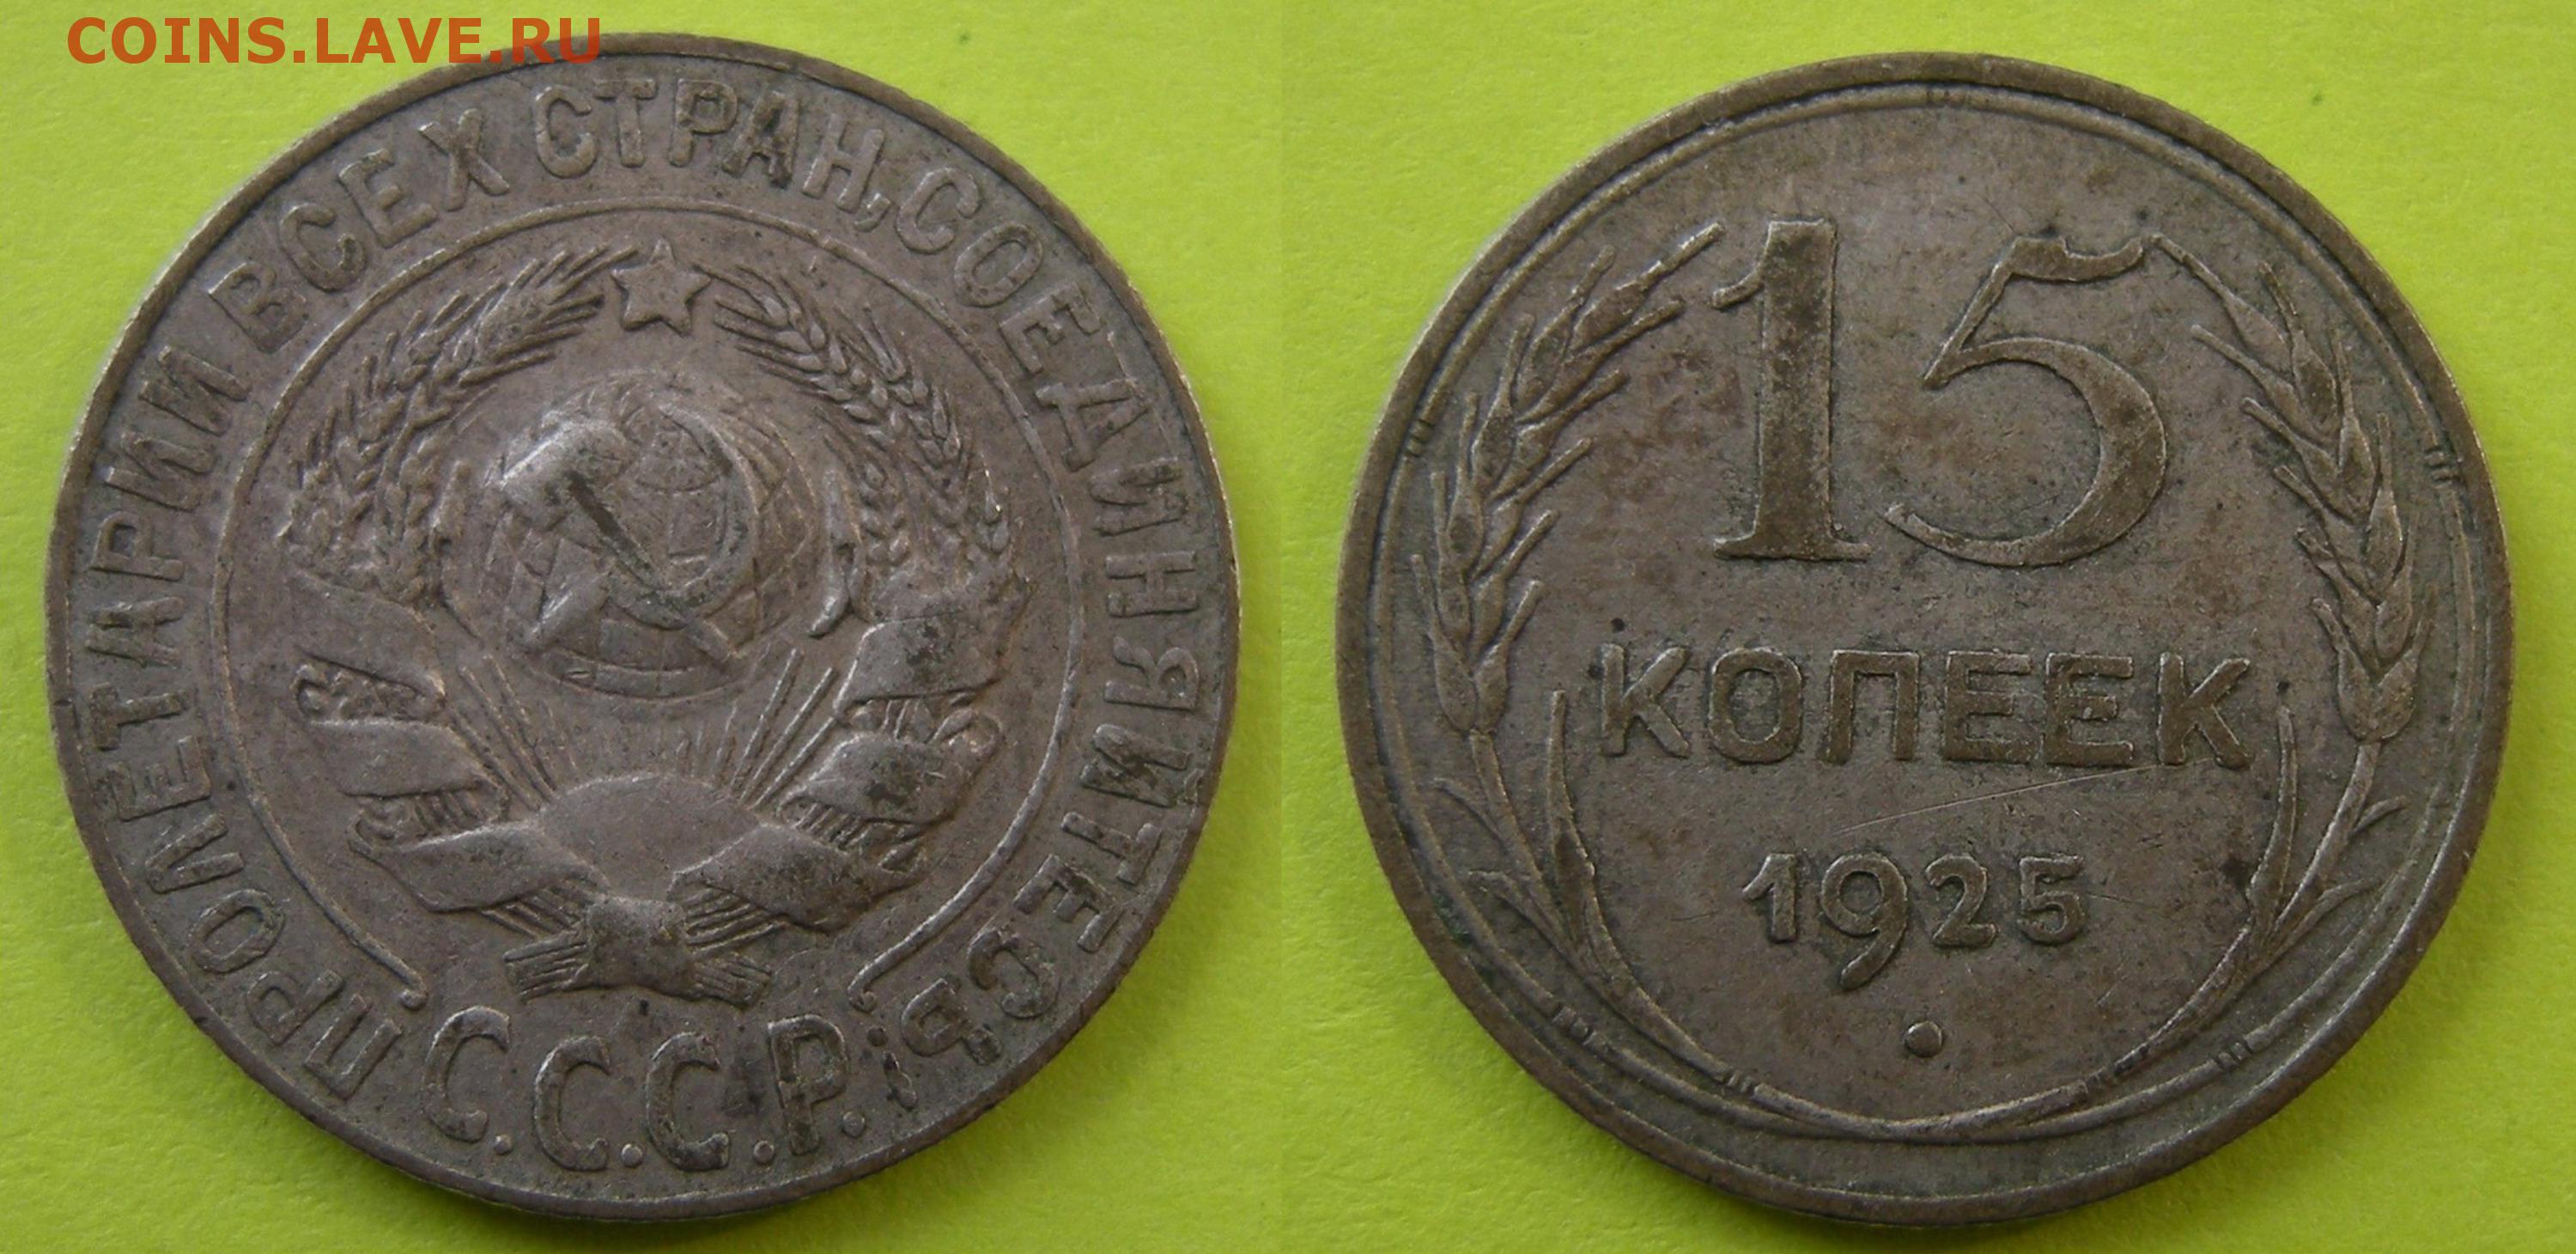 COINS.LAVE.RU
ПРОЛЕТАРИИ ВСЕХ СТРАН, СОЕДИНЯЙТЕСЬ!
С.С.С.Р.
15
КОПЕЕК
1925